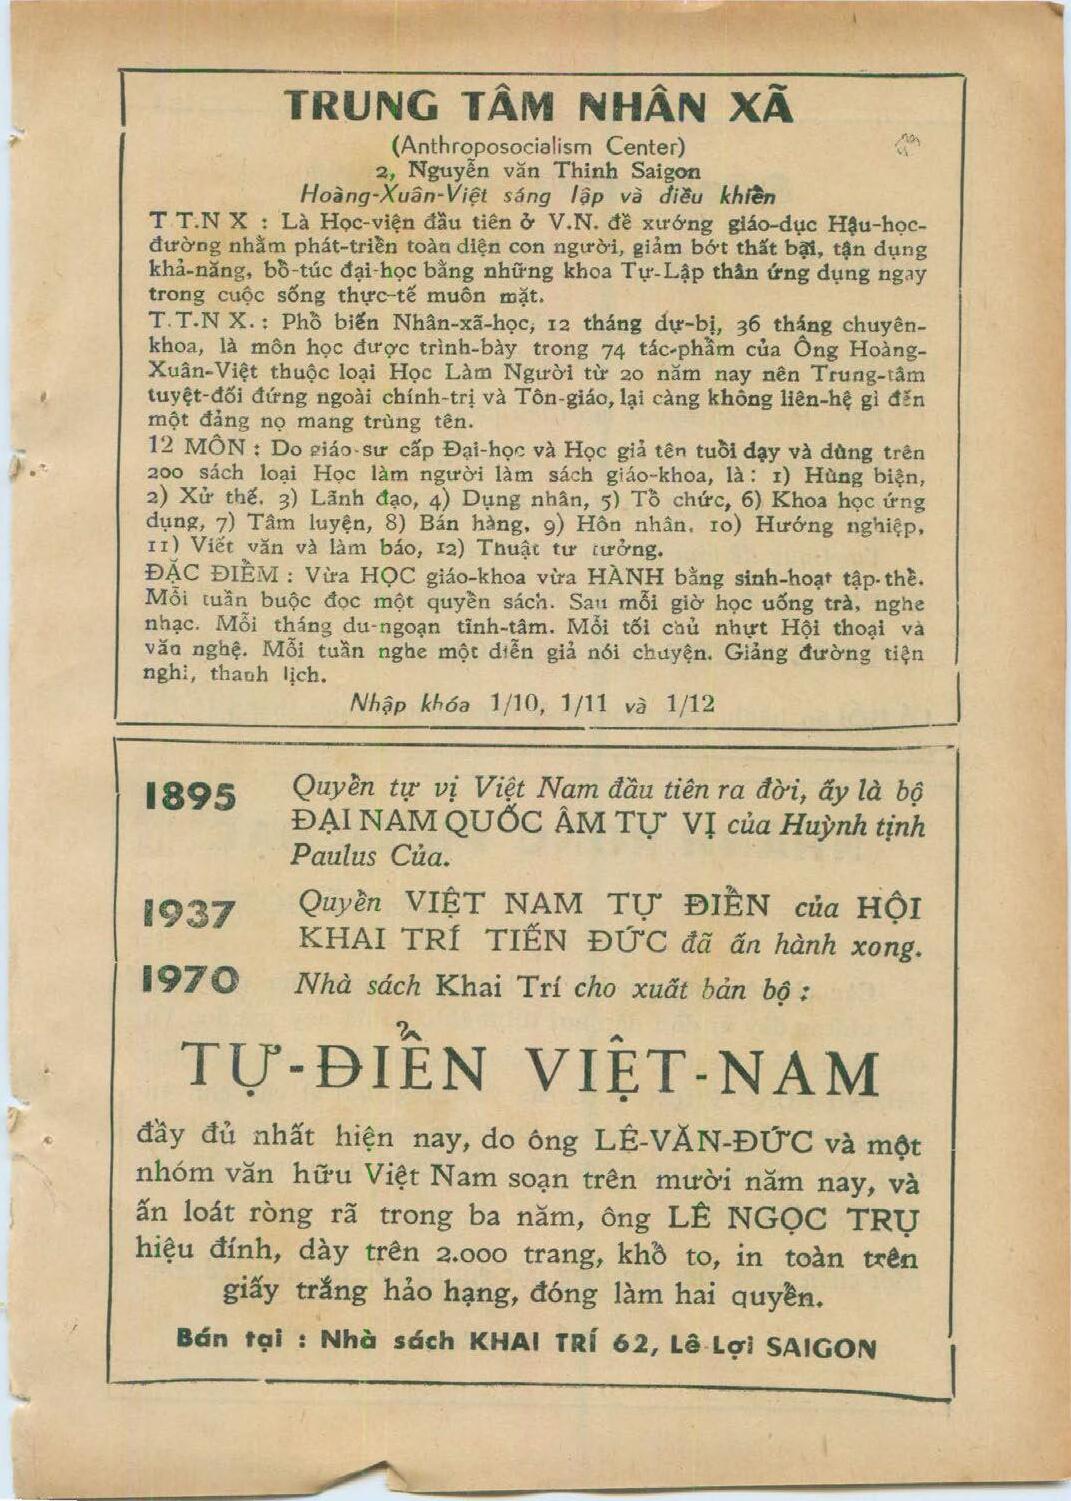 TRUNG TÂM NHÂN XÃ
(Anthroposocialism Center)
2, Nguyễn văn Thinh Saigon
Hoàng-Xuân-Việt sáng lập và điều khiển
T T.N X : Là Học-viện đầu tiên ở V.N. đề xướng giáo-dục Hậu-học-
đường nhằm phát-triển toàn diện con người, giảm bớt thất bại, tận dụng
khả-năng, bổ-túc đại-học bằng những khoa Tự-Lập thân ứng dụng ngay
trong cuộc sống thực-tế muôn mặt.
T.T.N X. : Phổ biến Nhân-xã-học, 12 tháng dự-bị, 36 tháng chuyên-
khoa, là môn học được trình-bày trong 74 tác-phẩm của Ông Hoàng-
Xuân-Việt thuộc loại Học Làm Người từ 20 năm nay nên Trung-tâm
tuyệt-đối đứng ngoài chính-trị và Tôn-giáo, lại càng không liên-hệ gì đến
một đảng nọ mang trùng tên.
12 MÔN : Do giáo-sư cấp Đại-học và Học giả tên tuổi dạy và dùng trên
200 sách loại Học làm người làm sách giáo-khoa, là : 1) Hùng biện,
2) Xử thế, 3) Lãnh đạo, 4) Dụng nhân, 5) Tổ chức, 6) Khoa học ứng
dụng, 7) Tâm luyện, 8) Bán hàng, 9) Hôn nhân, 10) Hướng nghiệp,
11) Viết văn và làm báo, 12) Thuật tư tưởng.
ĐẶC ĐIỂM : Vừa HỌC giáo-khoa vừa HÀNH bằng sinh-hoạt tập-thể.
Mỗi tuần buộc đọc một quyển sách. Sau mỗi giờ học uống trà, nghe
nhạc. Mỗi tháng du-ngoạn tĩnh-tâm. Mỗi tối chủ nhựt Hội thoại và
văn nghệ. Mỗi tuần nghe một diễn giả nói chuyện. Giảng đường tiện
nghi, thanh lịch.
Nhập khóa 1/10, 1/11 và 1/12
1895 Quyển tự vị Việt Nam đầu tiên ra đời, ấy là bộ
ĐẠI NAM QUỐC ÂM TỰ VỊ của Huỳnh tịnh
Paulus Của.
1937 Quyển VIỆT NAM TỰ ĐIỂN của HỘI
KHAI TRÍ TIẾN ĐỨC đã ấn hành xong.
1970 Nhà sách Khai Trí cho xuất bản bộ :
TỰ-ĐIỂN VIỆT-NAM
đầy đủ nhất hiện nay, do ông LÊ-VĂN-ĐỨC và một
nhóm văn hữu Việt Nam soạn trên mười năm nay, và
ấn loát ròng rã trong ba năm, ông LÊ NGỌC TRỤ
hiệu đính, dày trên 2.000 trang, khổ to, in toàn trên
giấy trắng hảo hạng, đóng làm hai quyển.
Bán tại : Nhà sách KHAI TRÍ 62, Lê-Lợi SAIGON